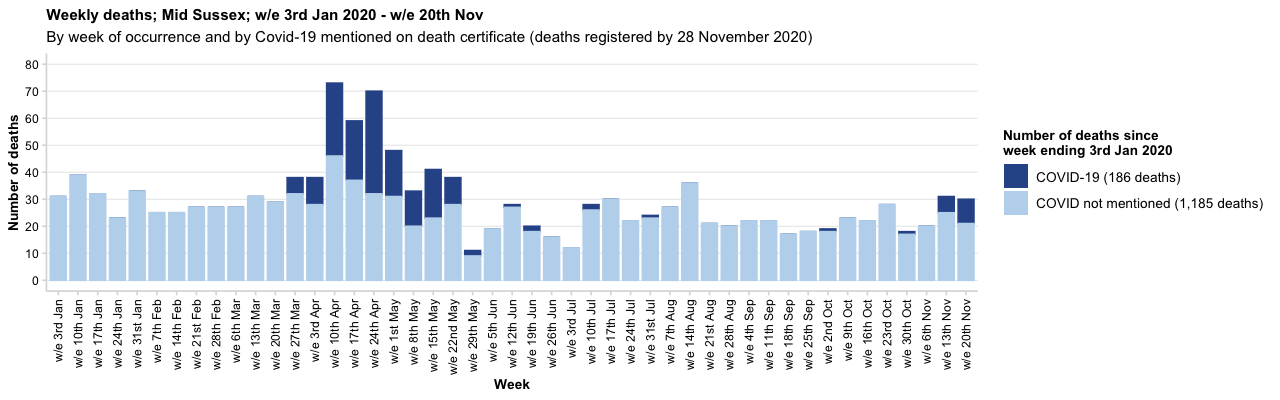 Weekly deaths; Mid Sussex; w/e 3rd Jan 2020 - w/e 20th Nov
By week of occurrence and by Covid-19 mentioned on death certificate (deaths registered by 28 November 2020)
Number of deaths
80
70
60
50
40
30
20
10
0
w/e 3rd Jan
w/e 10th Jan
w/e 17th Jan
w/e 24th Jan
w/e 31st Jan
w/e 7th Feb
w/e 14th Feb
w/e 21st Feb
w/e 28th Feb
w/e 6th Mar
w/e 13th Mar
w/e 20th Mar
w/e 27th Mar
w/e 3rd Apr
w/e 10th Apr
w/e 17th Apr
w/e 24th Apr
w/e 1st May
w/e 8th May
w/e 15th May
w/e 22nd May
w/e 29th May
w/e 5th Jun
w/e 12th Jun
w/e 19th Jun
w/e 26th Jun
w/e 3rd Jul
w/e 10th Jul
w/e 17th Jul
w/e 24th Jul
w/e 31st Jul
w/e 7th Aug
w/e 14th Aug
w/e 21st Aug
w/e 28th Aug
w/e 4th Sep
w/e 11th Sep
w/e 18th Sep
w/e 25th Sep
w/e 2nd Oct
w/e 9th Oct
w/e 16th Oct
w/e 23rd Oct
w/e 30th Oct
w/e 6th Nov
w/e 13th Nov
w/e 20th Nov
Week
Number of deaths since
week ending 3rd Jan 2020
COVID-19 (186 deaths)
COVID not mentioned (1,185 deaths)